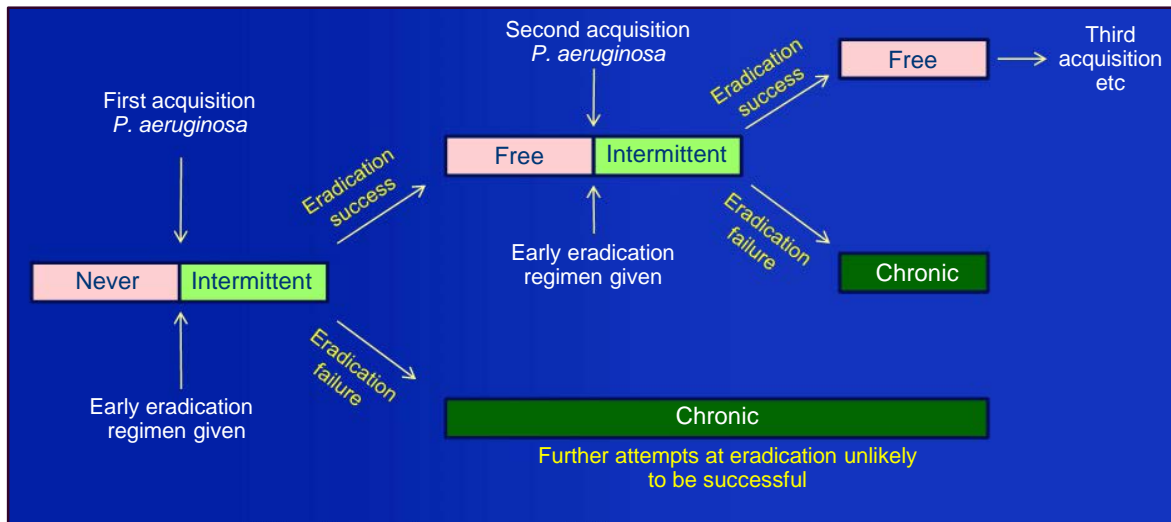 Second acquisition
P. aeruginosa
Eradication
success
Free
Third
acquisition
etc
First acquisition
P. aeruginosa
Free
Intermittent
Eradication
success
Eradication
failure
Early eradication
regimen given
Chronic
Never
Intermittent
Eradication
failure
Early eradication
regimen given
Chronic
Further attempts at eradication unlikely
to be successful